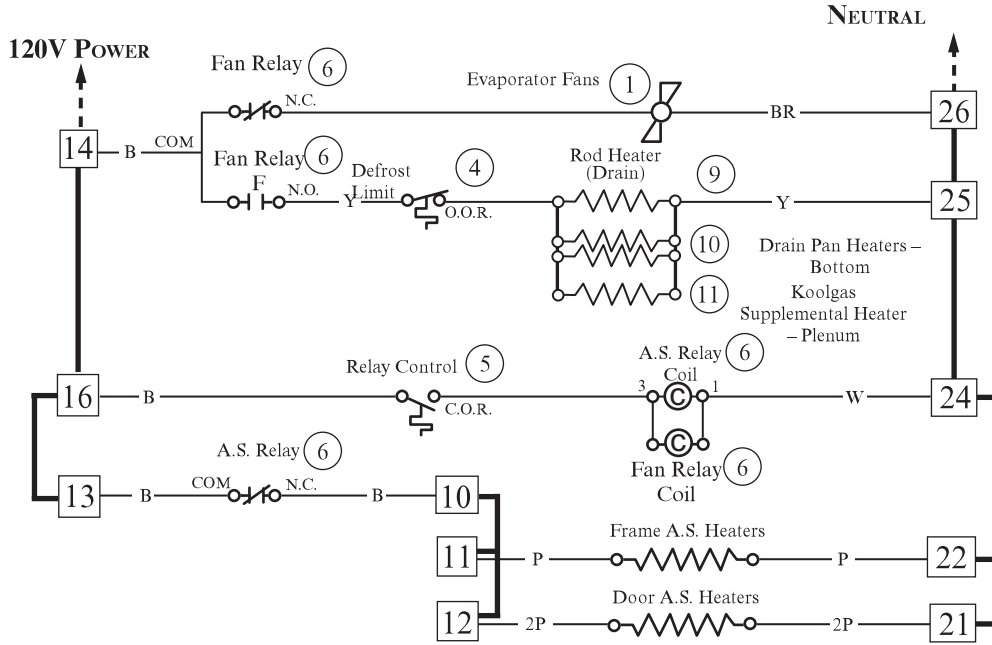 NEUTRAL
120V POWER
Fan Relay 6
N.C.
Evaporator Fans 1
BR
26
14
B
COM
Fan Relay 6
F
N.O.
Y
Defrost
Limit
4
O.O.R.
Rod Heater
(Drain)
9
Y
25
10
11
Drain Pan Heaters –
Bottom
Koolgas
Supplemental Heater
– Plenum
Relay Control 5
C.O.R.
A.S. Relay 6
Coil
16
B
3
C
1
W
24
C
Fan Relay 6
Coil
A.S. Relay 6
13
B
COM
N.C.
B
10
Frame A.S. Heaters
11
P
P
22
Door A.S. Heaters
12
2P
2P
21